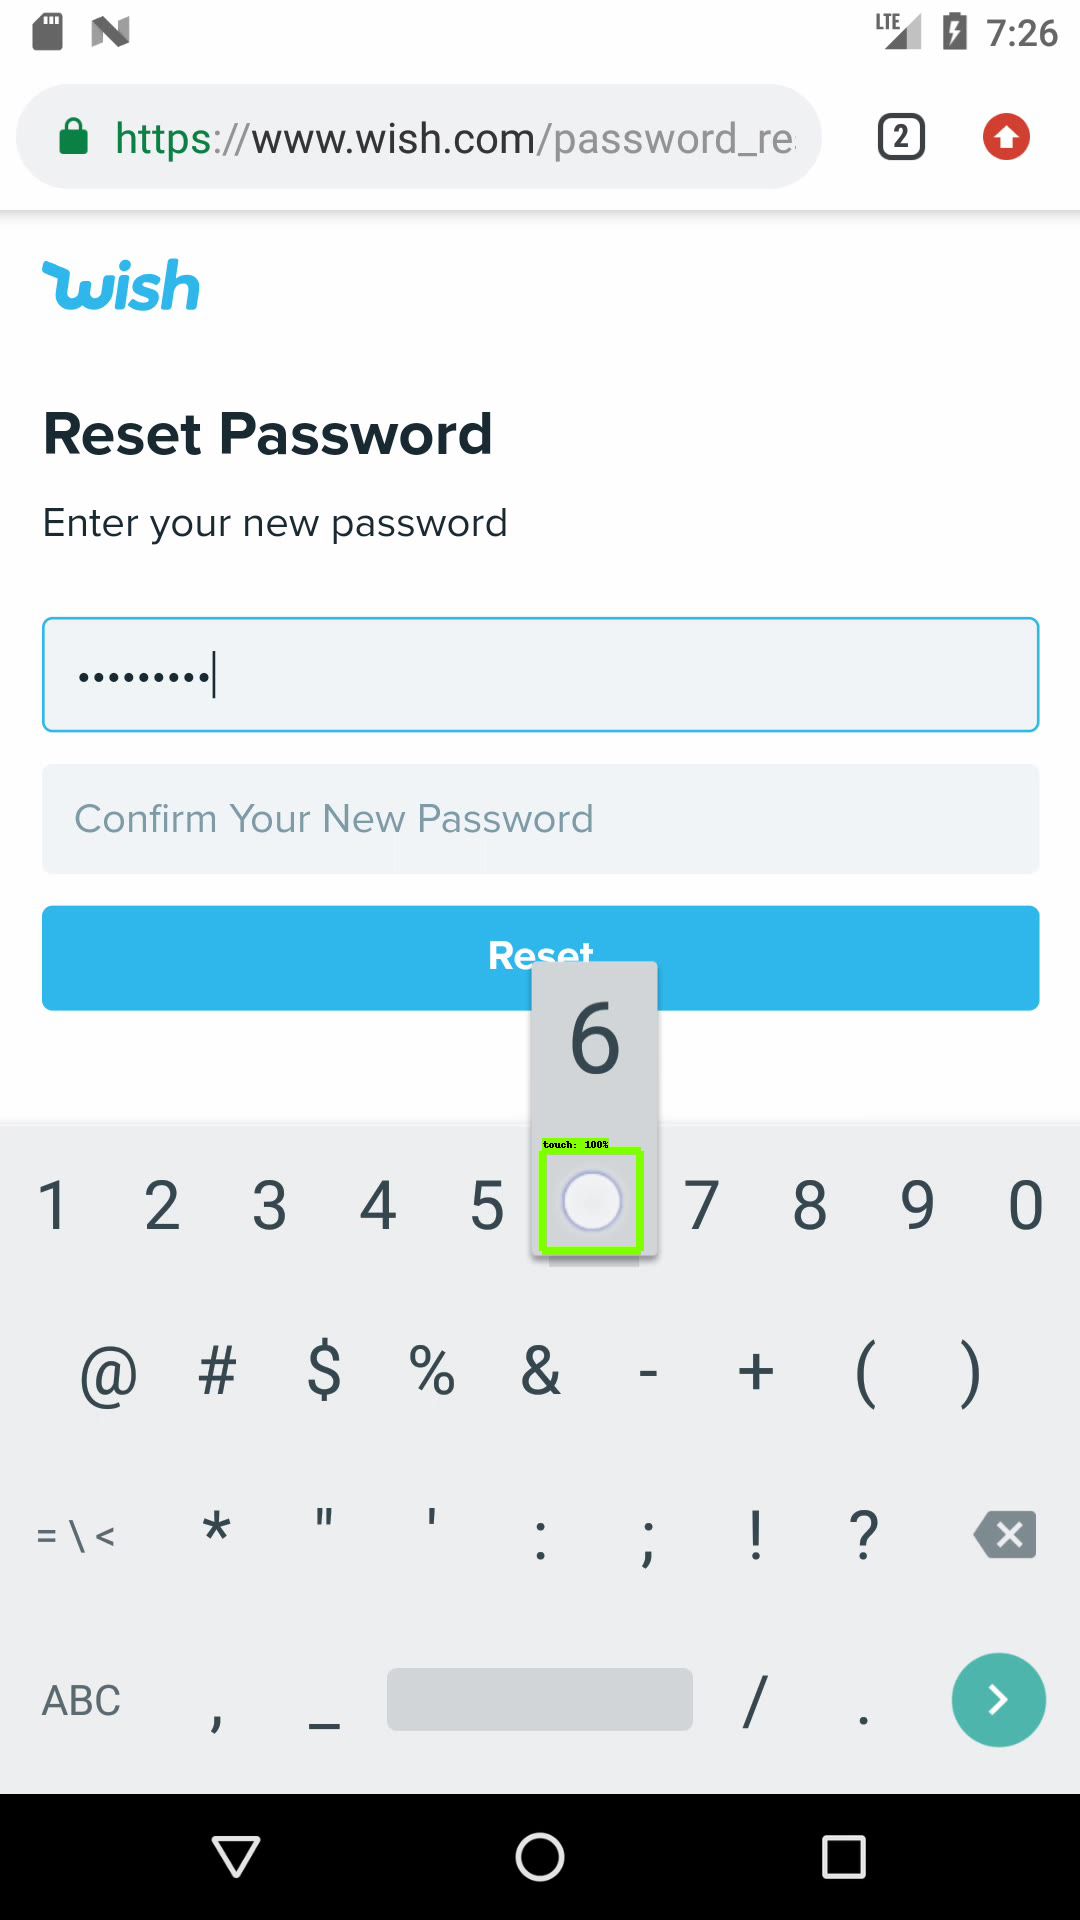 LTE 7:26
https://www.wish.com/password_re
2
wish
Reset Password
Enter your new password
•••••••••
Confirm Your New Password
Reset
6
touch: 100%
1 2 3 4 5 7 8 9 0
@ # $ % & - + ( )
= \ < * " ' : ; ! ?
ABC , _ / .